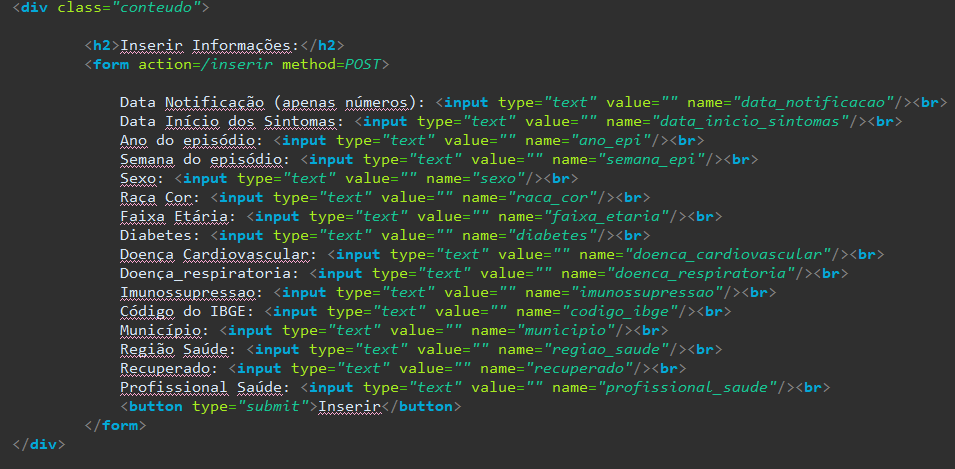 <div class="conteudo">
<h2>Inserir Informações:</h2>
<form action=/inserir method=POST>
Data Notificação (apenas números): <input type="text" value="" name="data_notificacao"/><br>
Data Início dos Sintomas: <input type="text" value="" name="data_inicio_sintomas"/><br>
Ano do episódio: <input type="text" value="" name="ano_epi"/><br>
Semana do episódio: <input type="text" value="" name="semana_epi"/><br>
Sexo: <input type="text" value="" name="sexo"/><br>
Raça Cor: <input type="text" value="" name="raca_cor"/><br>
Faixa Etária: <input type="text" value="" name="faixa_etaria"/><br>
Diabetes: <input type="text" value="" name="diabetes"/><br>
Doença Cardiovascular: <input type="text" value="" name="doenca_cardiovascular"/><br>
Doença_respiratoria: <input type="text" value="" name="doenca_respiratoria"/><br>
Imunossupressao: <input type="text" value="" name="imunossupressao"/><br>
Código do IBGE: <input type="text" value="" name="codigo_ibge"/><br>
Município: <input type="text" value="" name="municipio"/><br>
Região Saúde: <input type="text" value="" name="regiao_saude"/><br>
Recuperado: <input type="text" value="" name="recuperado"/><br>
Profissional Saúde: <input type="text" value="" name="profissional_saude"/><br>
<button type="submit">Inserir</button>
</form>
</div>